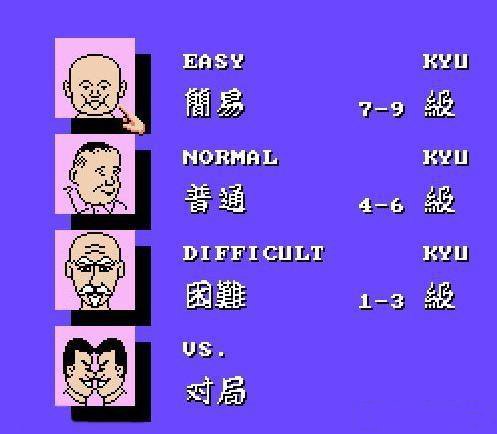 EASY KYU
簡易 7-9 級
NORMAL KYU
普通 4-6 級
DIFFICULT KYU
困難 1-3 級
VS.
对局